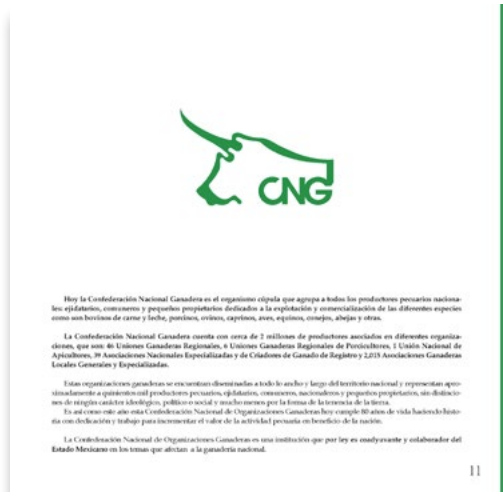 CNG
Hoy la Confederación Nacional Ganadera es el organismo cúpula que agrupa a todos los productores pecuarios naciona-
les: ejidatarios, comuneros y pequeños propietarios dedicados a la explotación y comercialización de las diferentes especies
como son bovinos de carne y leche, porcinos, ovinos, caprinos, aves, equinos, conejos, abejas y otras.
La Confederación Nacional Ganadera cuenta con cerca de 2 millones de productores asociados en diferentes organiza-
ciones, que son: 46 Uniones Ganaderas Regionales, 6 Uniones Ganaderas Regionales de Porcicultores, 1 Unión Nacional de
Apicultores, 39 Asociaciones Nacionales Especializadas y de Criadores de Ganado de Registro y 2,015 Asociaciones Ganaderas
Locales Generales y Especializadas.
Estas organizaciones ganaderas se encuentran diseminadas a todo lo ancho y largo del territorio nacional y representan apro-
ximadamente a quinientos mil productores pecuarios, ejidatarios, comuneros, nacionaleros y pequeños propietarios, sin distincio-
nes de ningún carácter ideológico, político o social y mucho menos por la forma de la tenencia de la tierra.
Es así como este año esta Confederación Nacional de Organizaciones Ganaderas hoy cumple 80 años de vida haciendo histo-
ria con dedicación y trabajo para incrementar el valor de la actividad pecuaria en beneficio de la nación.
La Confederación Nacional de Organizaciones Ganaderas es una institución que por ley es coadyuvante y colaborador del
Estado Mexicano en los temas que afectan a la ganadería nacional.
11